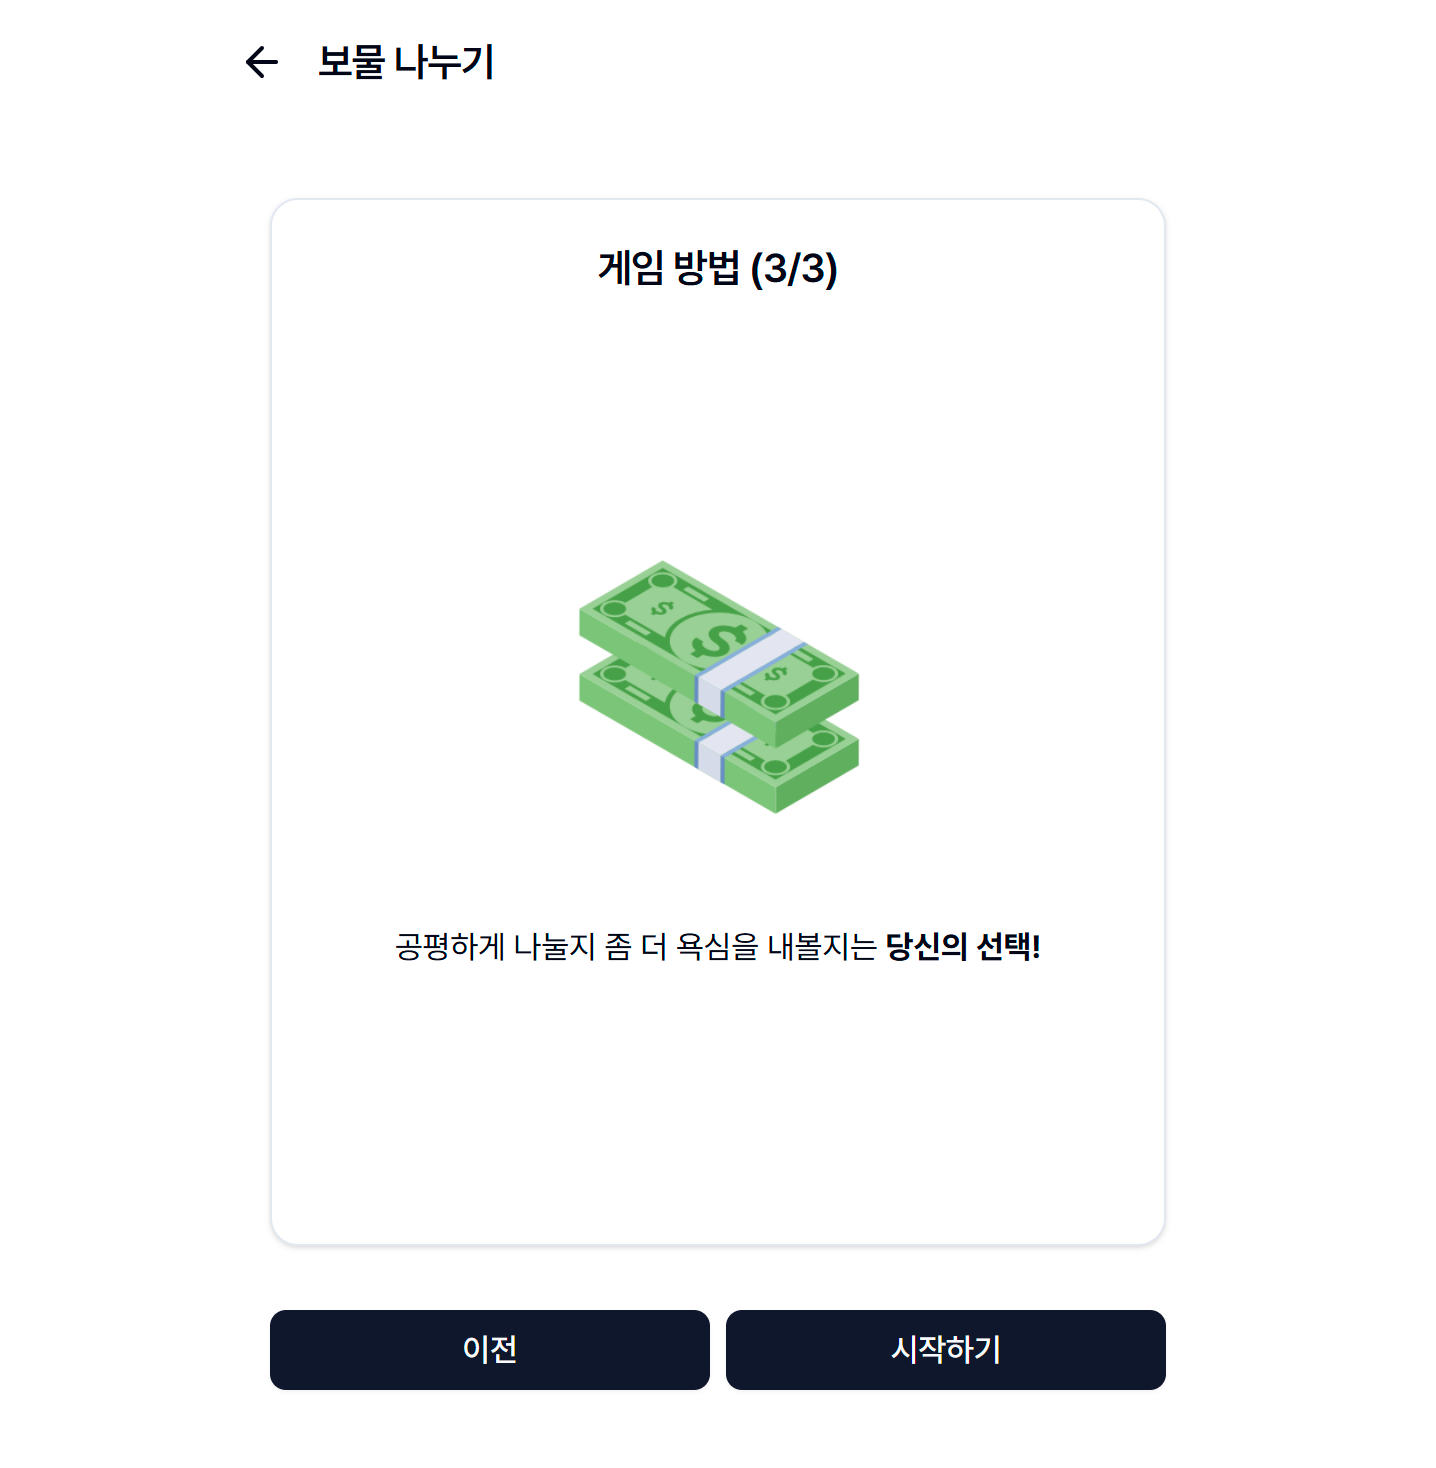 보물 나누기
게임 방법 (3/3)
공평하게 나눌지 좀 더 욕심을 내볼지는 당신의 선택!
이전
시작하기